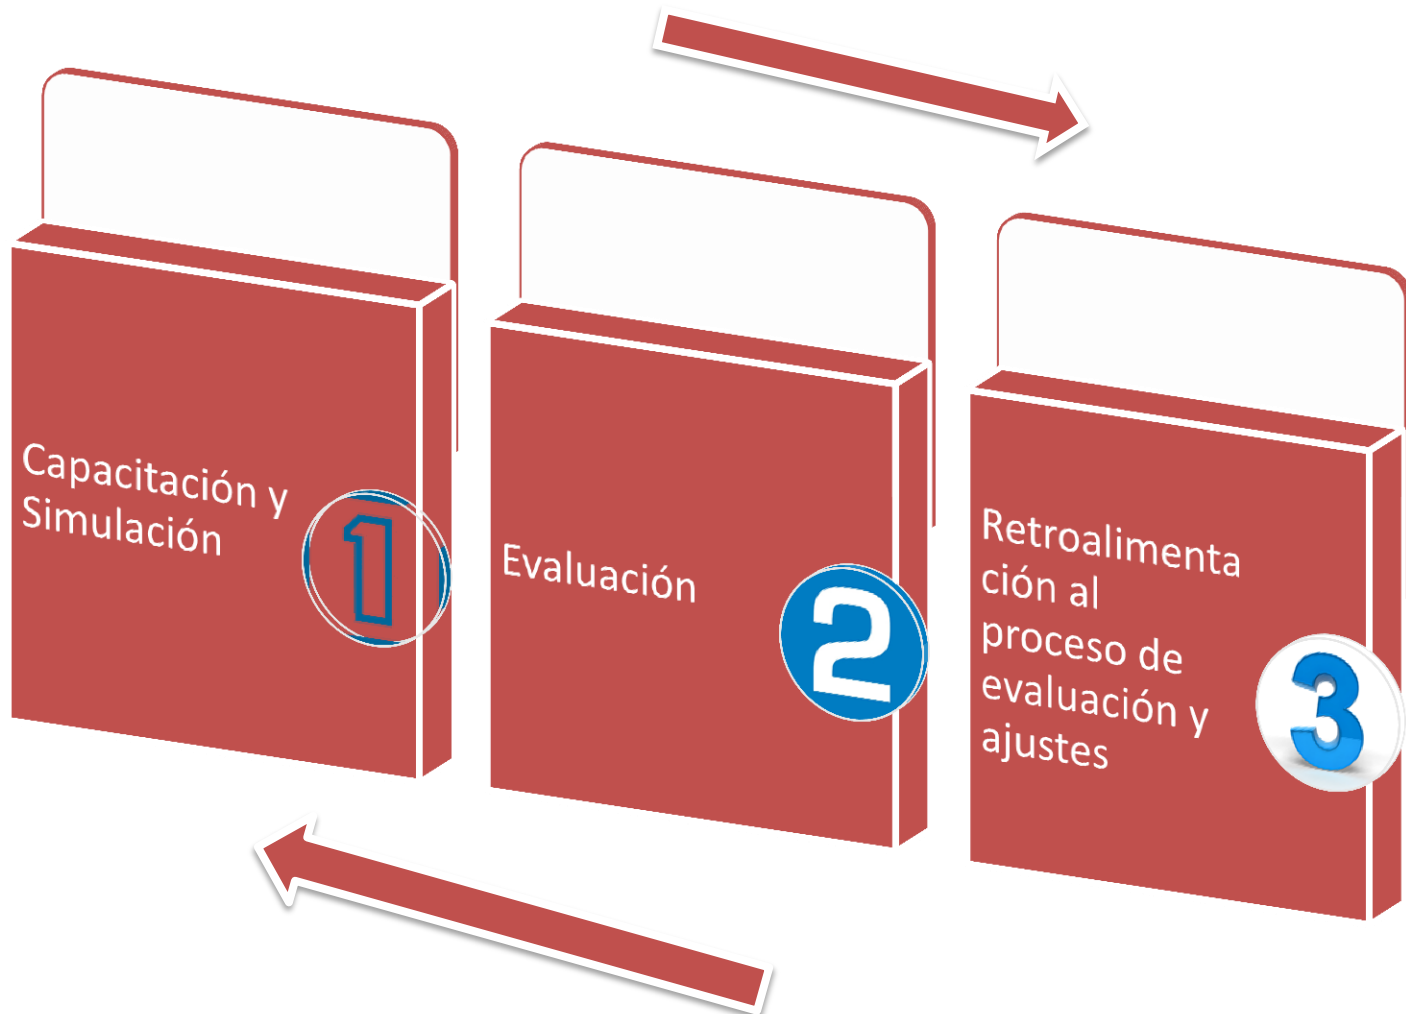 Capacitación y
Simulación
1
Evaluación
2
Retroalimenta
ción al
proceso de
evaluación y
ajustes
3